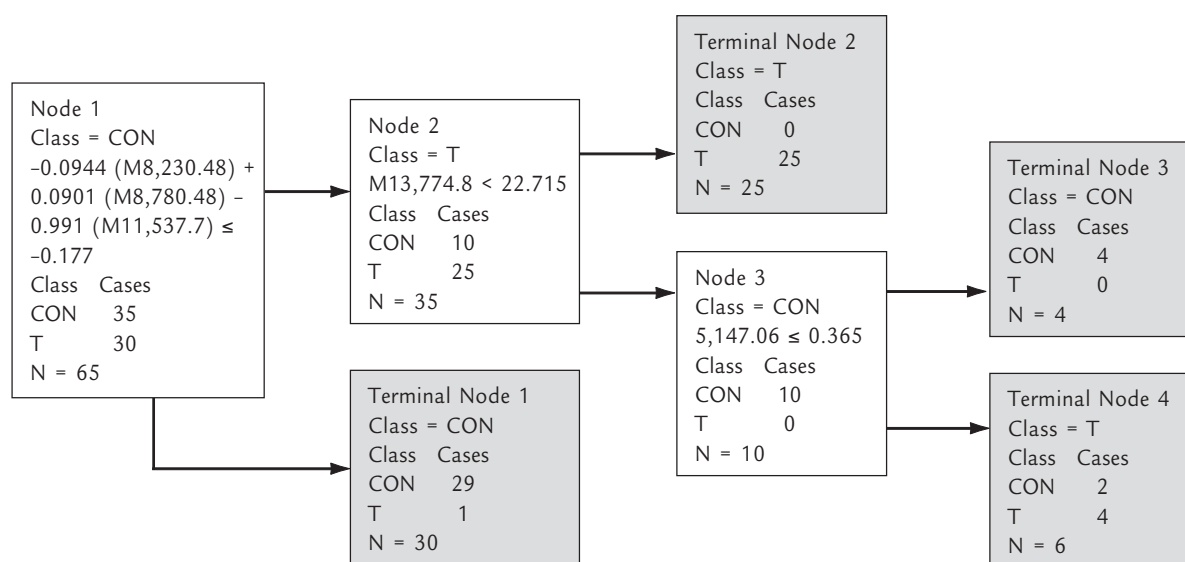 Node 1
Class = CON
–0.0944 (M8,230.48) +
0.0901 (M8,780.48) –
0.991 (M11,537.7) ≤
–0.177
Class Cases
CON 35
T 30
N = 65
Node 2
Class = T
M13,774.8 < 22.715
Class Cases
CON 10
T 25
N = 35
Terminal Node 1
Class = CON
Class Cases
CON 29
T 1
N = 30
Terminal Node 2
Class = T
Class Cases
CON 0
T 25
N = 25
Node 3
Class = CON
5,147.06 ≤ 0.365
Class Cases
CON 10
T 0
N = 10
Terminal Node 3
Class = CON
Class Cases
CON 4
T 0
N = 4
Terminal Node 4
Class = T
Class Cases
CON 2
T 4
N = 6